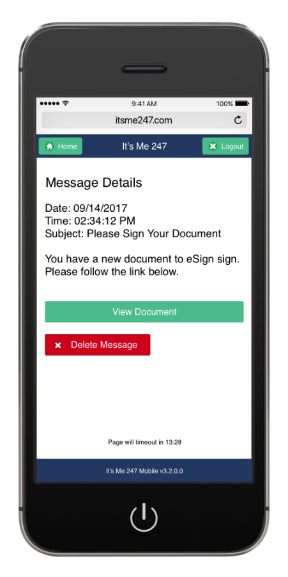 9:41 AM
100%
itsme247.com
Home
It's Me 247
Logout
Message Details
Date: 09/14/2017
Time: 02:34:12 PM
Subject: Please Sign Your Document
You have a new document to eSign sign.
Please follow the link below.
View Document
Delete Message
Page will timeout in 13:28
It's Me 247 Mobile v3.2.0.0